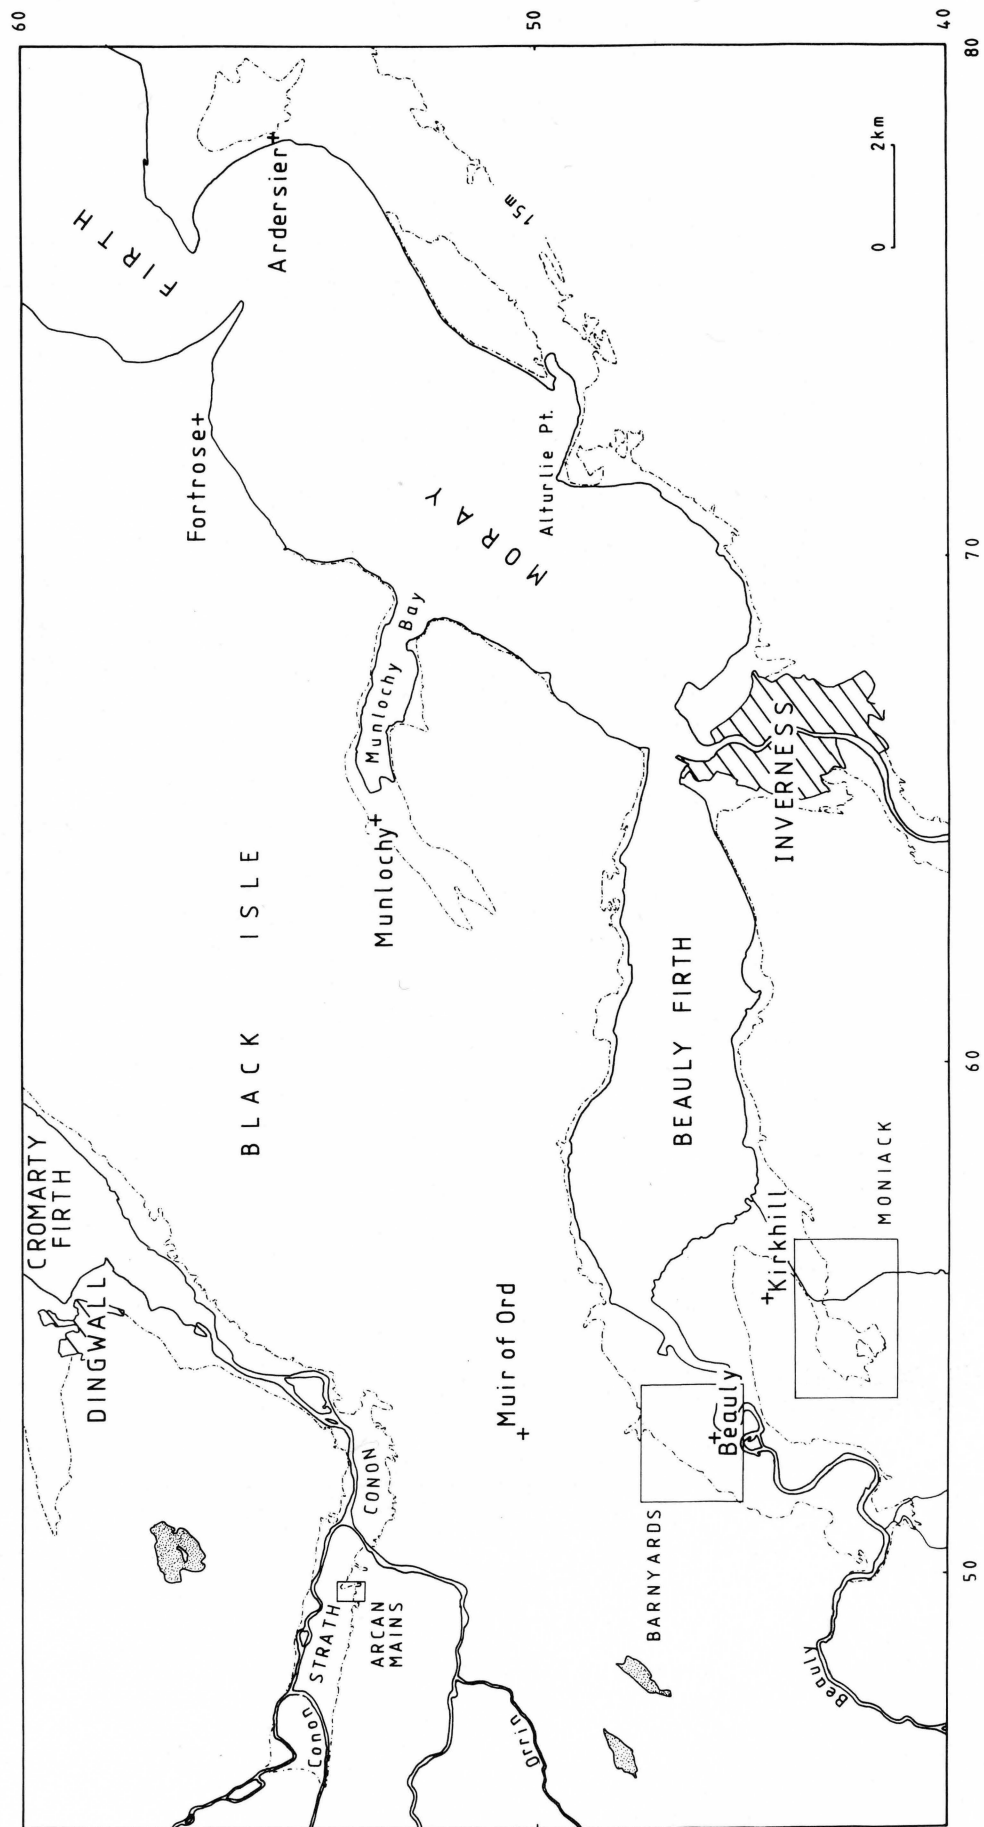 60
50
40
80
70
60
50
FIRTH
Ardersier
15m
0 2km
Fortrose
Alturlie Pt.
MORAY
Munlochy Bay
Munlochy
INVERNESS
BLACK ISLE
BEAULY FIRTH
CROMARTY
FIRTH
DINGWALL
Muir of Ord
Kirkhill
MONIACK
Beauly
BARNYARDS
CONON
STRATH
ARCAN
MAINS
Conon
Orrin
Beauly